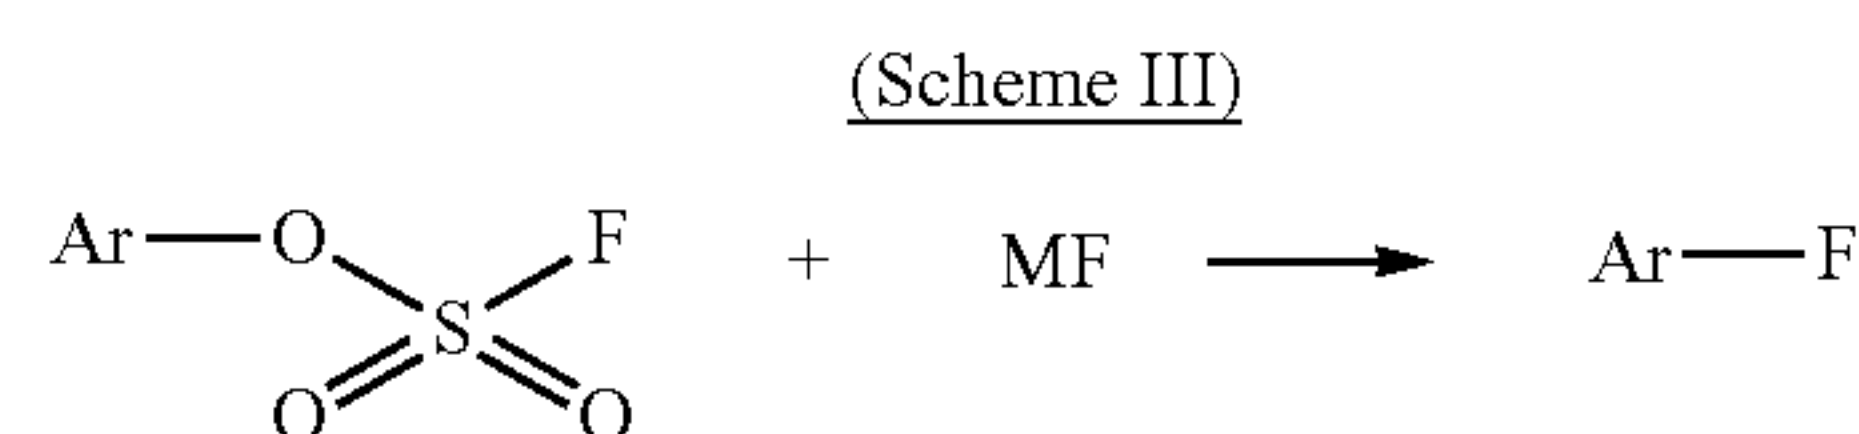 (Scheme III)
Ar—O F + MF Ar—F
S
O O